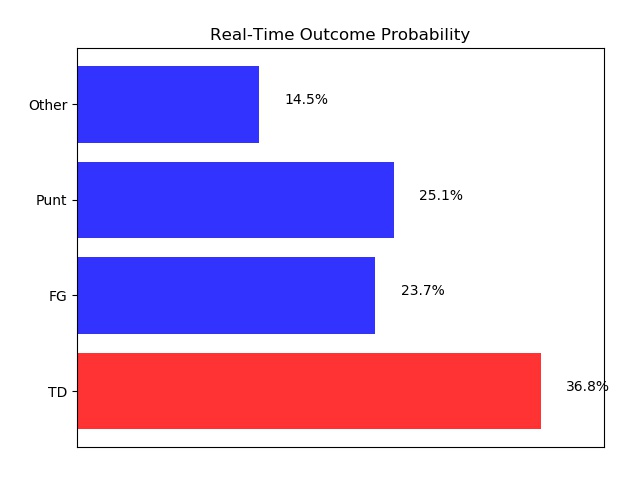 Real-Time Outcome Probability
Other
14.5%
Punt
25.1%
FG
23.7%
TD
36.8%